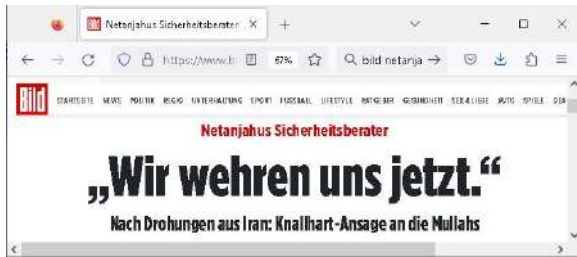 Netanjahus Sicherheitsberater
https://www.b 67% bild netanja →
Bild STARTSEITE NEWS POLITIK REGIO UNTERHALTUNG SPORT FUSSBALL LIFESTYLE RATGEBER GESUNDHEIT SEX & LIEBE AUTO SPIELE
Netanjahus Sicherheitsberater
„Wir wehren uns jetzt.“
Nach Drohungen aus Iran: Knallhart-Ansage an die Mullahs